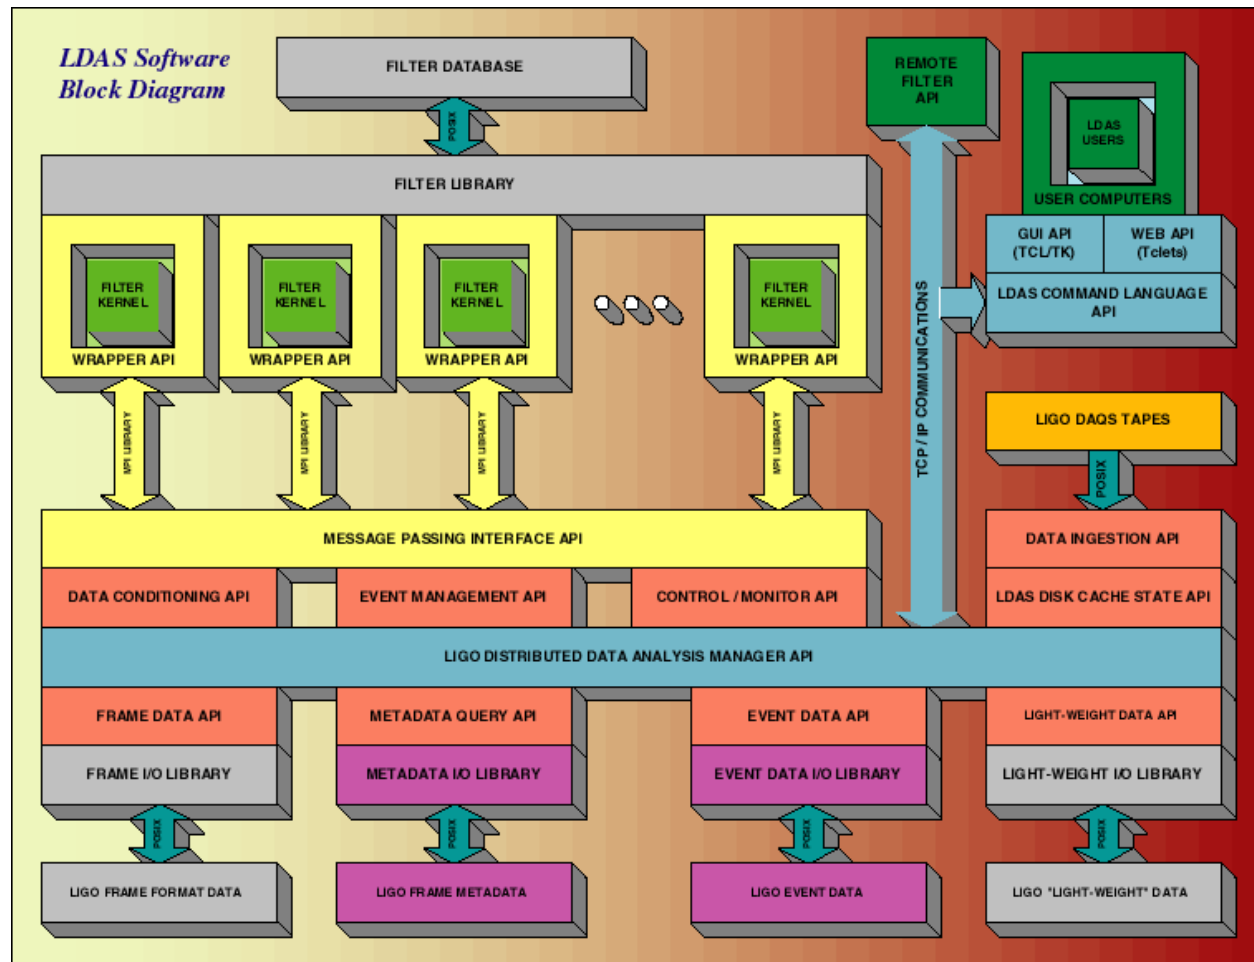 LDAS Software
Block Diagram
FILTER DATABASE
REMOTE
FILTER
API
LDAS
USERS
USER COMPUTERS
POSIX
FILTER LIBRARY
GUI API
(TCL/TK)
WEB API
(Tclets)
LDAS COMMAND LANGUAGE
API
FILTER
KERNEL
WRAPPER API
FILTER
KERNEL
WRAPPER API
FILTER
KERNEL
WRAPPER API
FILTER
KERNEL
WRAPPER API
TCP / IP COMMUNICATIONS
MPI LIBRARY
MPI LIBRARY
MPI LIBRARY
MPI LIBRARY
LIGO DAQS TAPES
POSIX
MESSAGE PASSING INTERFACE API
DATA INGESTION API
DATA CONDITIONING API
EVENT MANAGEMENT API
CONTROL / MONITOR API
LDAS DISK CACHE STATE API
LIGO DISTRIBUTED DATA ANALYSIS MANAGER API
FRAME DATA API
METADATA QUERY API
EVENT DATA API
LIGHT-WEIGHT DATA API
FRAME I/O LIBRARY
METADATA I/O LIBRARY
EVENT DATA I/O LIBRARY
LIGHT-WEIGHT I/O LIBRARY
POSIX
POSIX
POSIX
POSIX
LIGO FRAME FORMAT DATA
LIGO FRAME METADATA
LIGO EVENT DATA
LIGO "LIGHT-WEIGHT" DATA